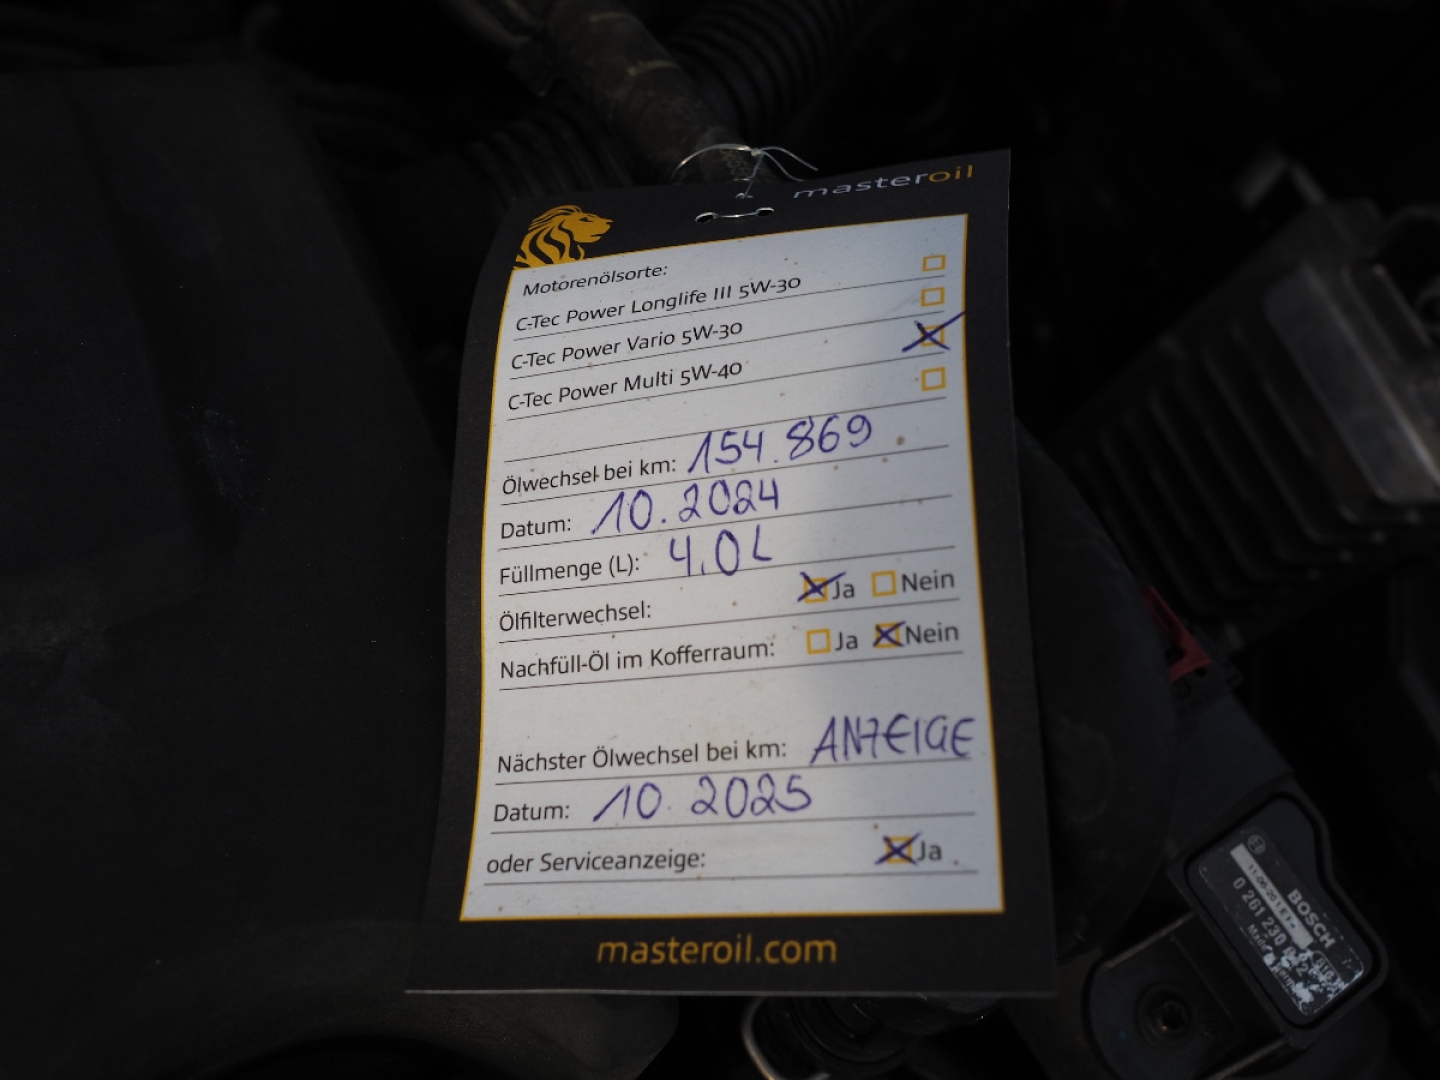 masteroil
Motorenölsorte:
C-Tec Power Longlife III 5W-30
C-Tec Power Vario 5W-30
C-Tec Power Multi 5W-40
Ölwechsel bei km: 154.869
Datum: 10.2024
Füllmenge (L): 4,0 L
Ölfilterwechsel: Ja Nein
Nachfüll-Öl im Kofferraum: Ja Nein
Nächster Ölwechsel bei km: ANZEIGE
Datum: 10.2025
oder Serviceanzeige: Ja
masteroil.com
BOSCH
0 261 230